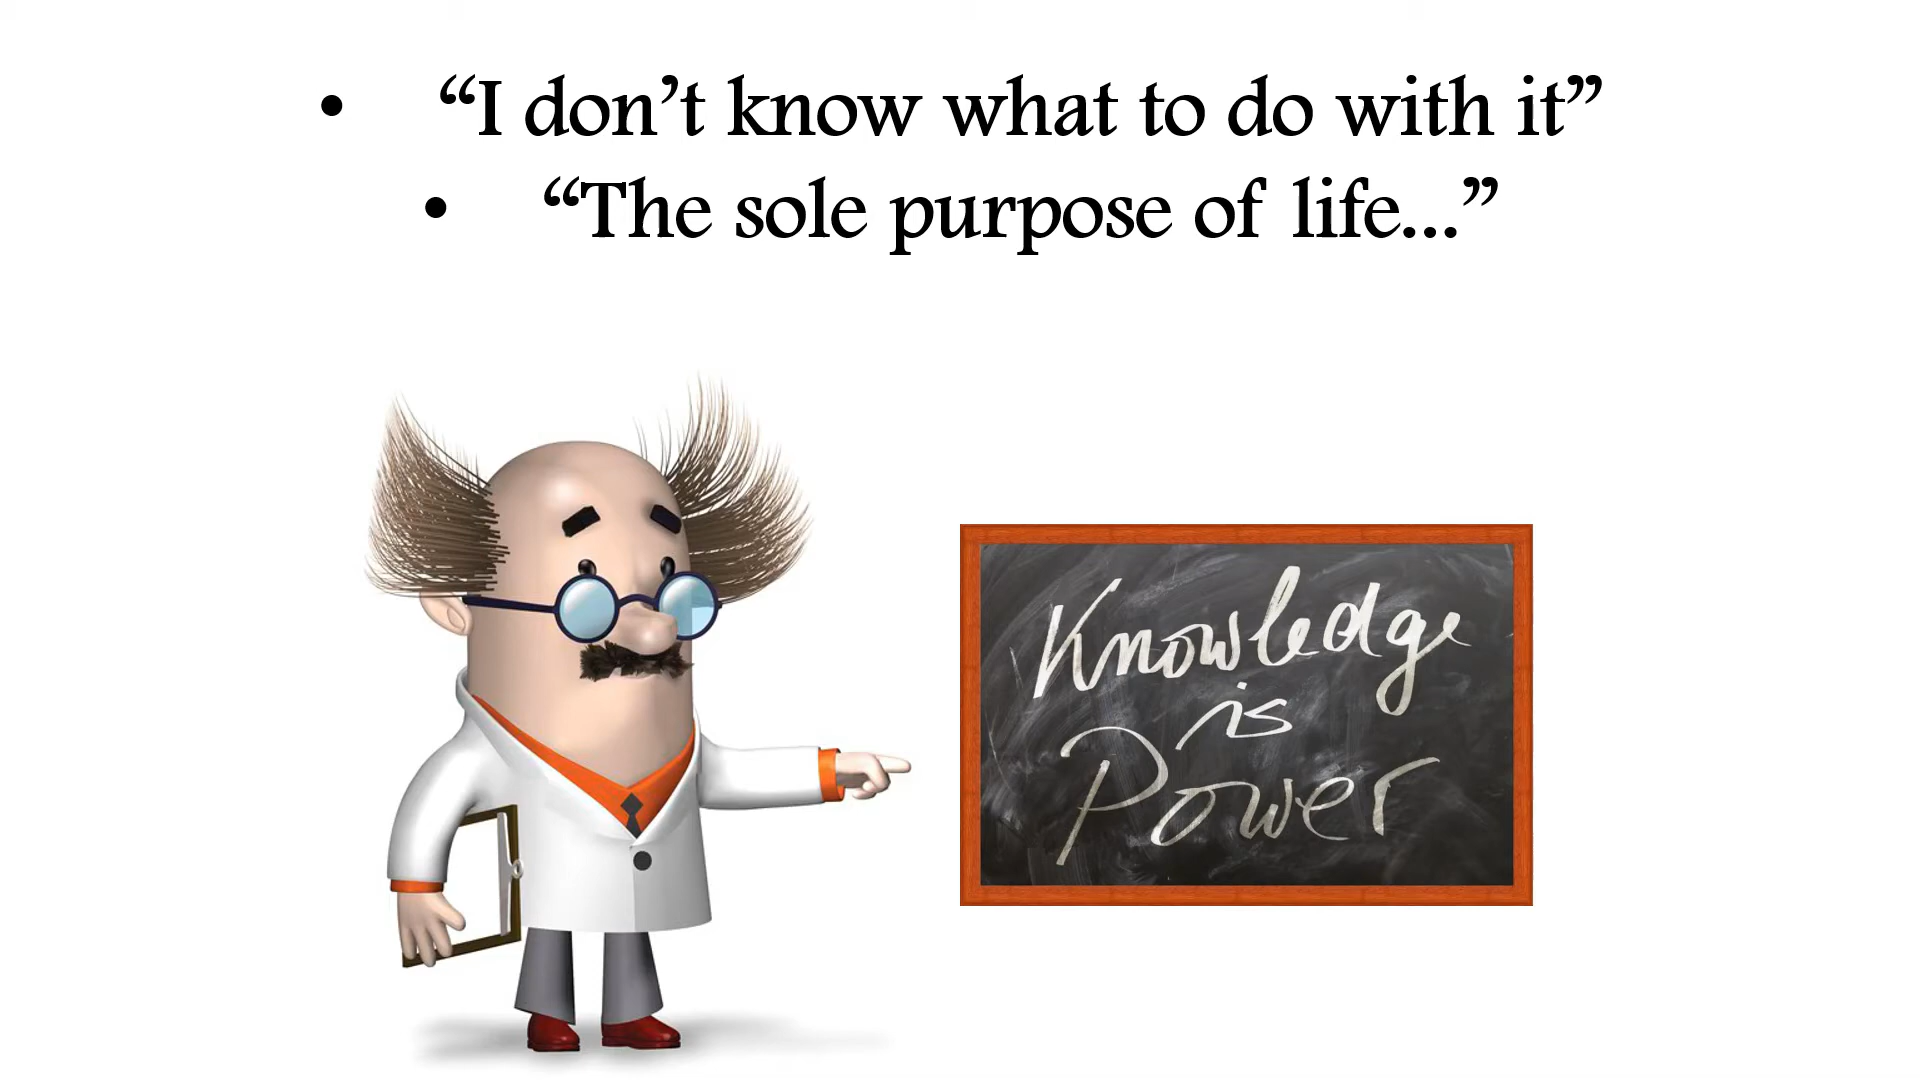 • “I don’t know what to do with it”
• “The sole purpose of life...”
Knowledge
is
Power